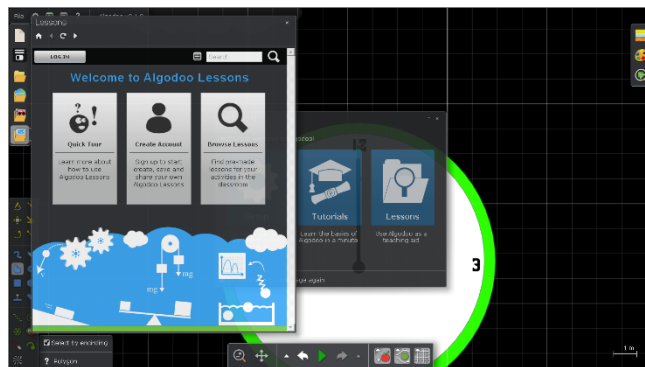 File
Lessons
LOG IN
Search
Welcome to Algodoo Lessons
?
!
Quick Tour
Learn more about
how to use
Algodoo Lessons
Create Account
Sign up to start
create, save and
share your own
Algodoo Lessons
Browse Lessons
Find pre-made
lessons for your
activities in the
classroom
12
Tutorials
Learn the basics of
Algodoo in a minute
Lessons
Use Algodoo as a
teaching aid
again
3
mg
mg
Select by encircling
? Polygon
1 m